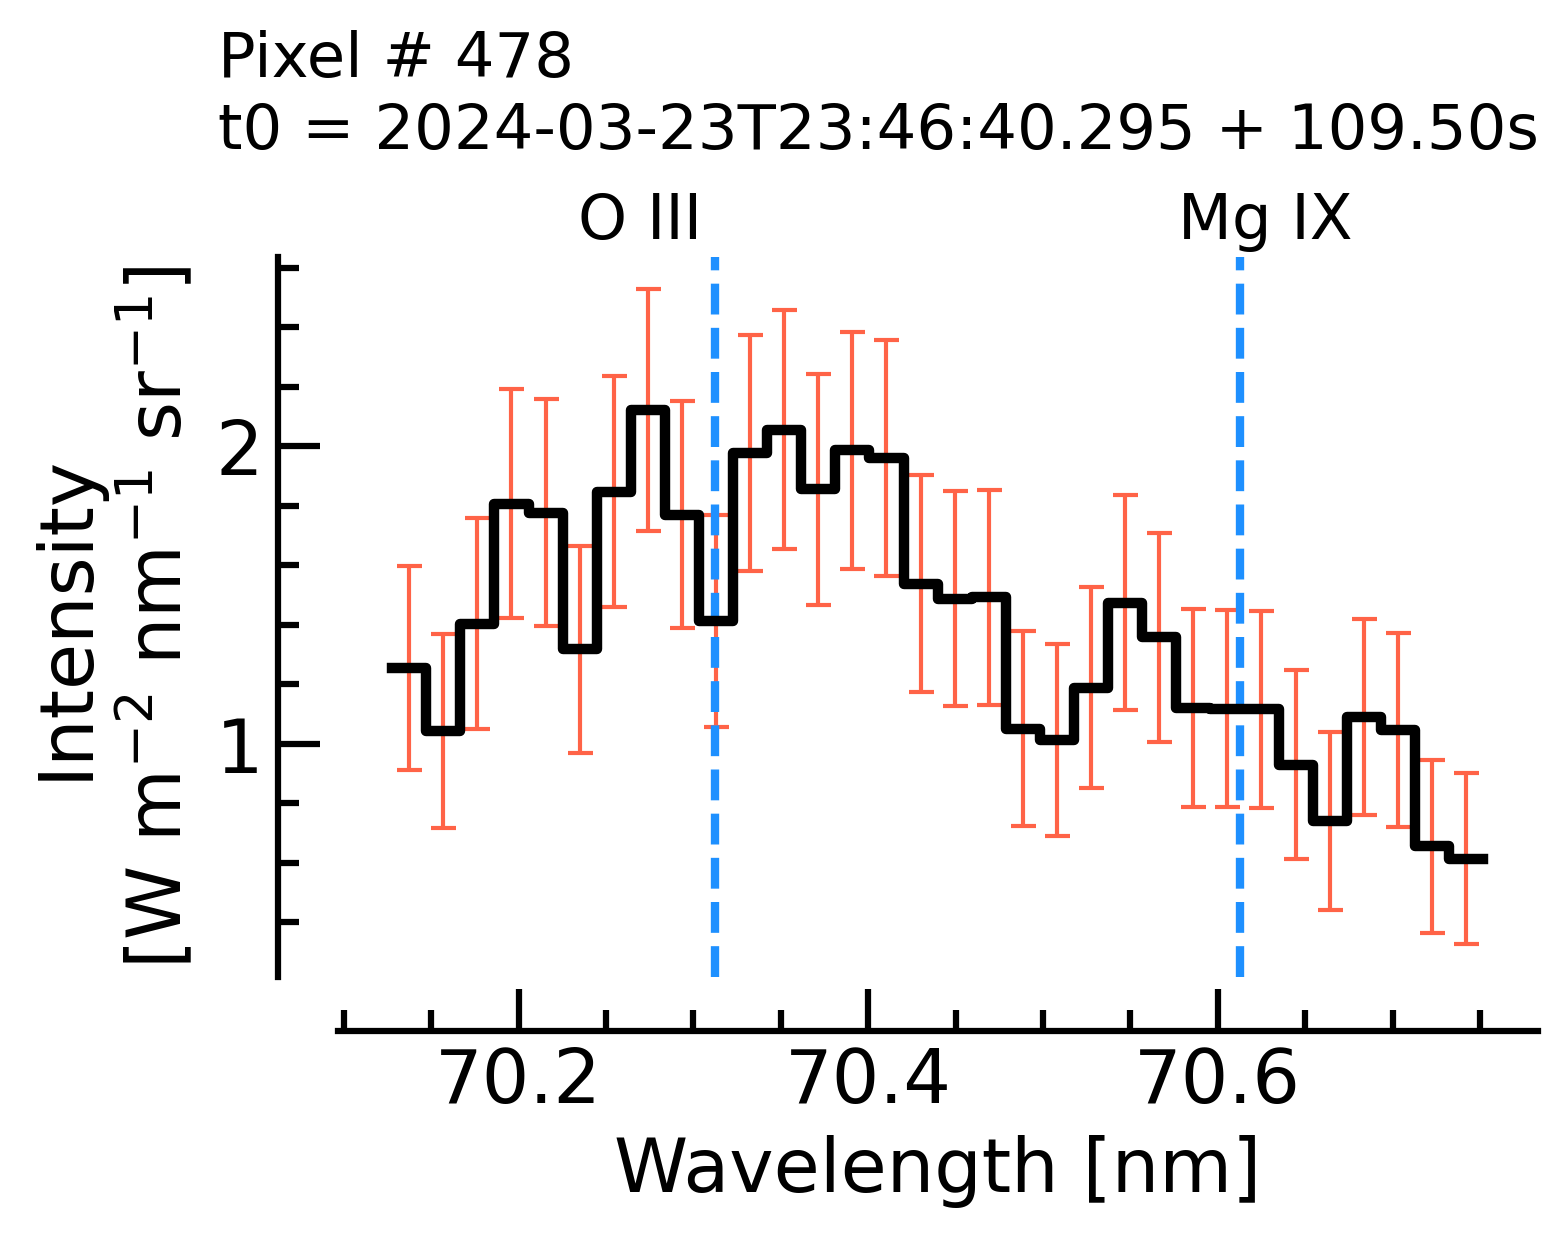 Pixel # 478
t0 = 2024-03-23T23:46:40.295 + 109.50s
O III
Mg IX
Intensity
[W m⁻² nm⁻¹ sr⁻¹]
2
1
70.2
70.4
70.6
Wavelength [nm]